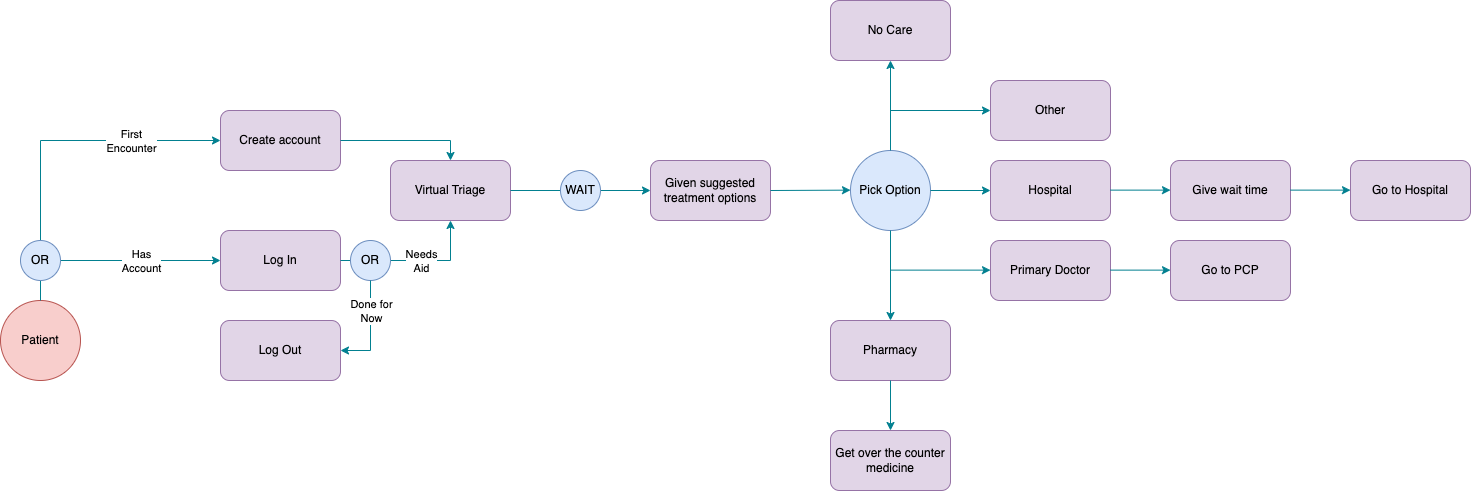 No Care
Other
First
Encounter
Create account
Virtual Triage
WAIT
Given suggested
treatment options
Pick Option
Hospital
Give wait time
Go to Hospital
OR
Has
Account
Log In
OR
Needs
Aid
Primary Doctor
Go to PCP
Done for
Now
Patient
Log Out
Pharmacy
Get over the counter
medicine